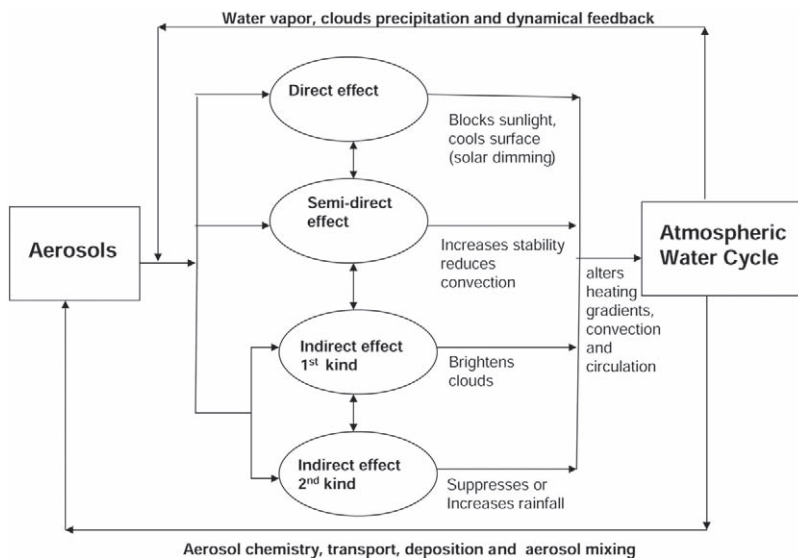 Water vapor, clouds precipitation and dynamical feedback
Direct effect
Blocks sunlight,
cools surface
(solar dimming)
Semi-direct
effect
Increases stability
reduces
convection
Aerosols
Atmospheric
Water Cycle
alters
heating
gradients,
convection
and
circulation
Indirect effect
1st kind
Brightens
clouds
Indirect effect
2nd kind
Suppresses or
Increases rainfall
Aerosol chemistry, transport, deposition and aerosol mixing